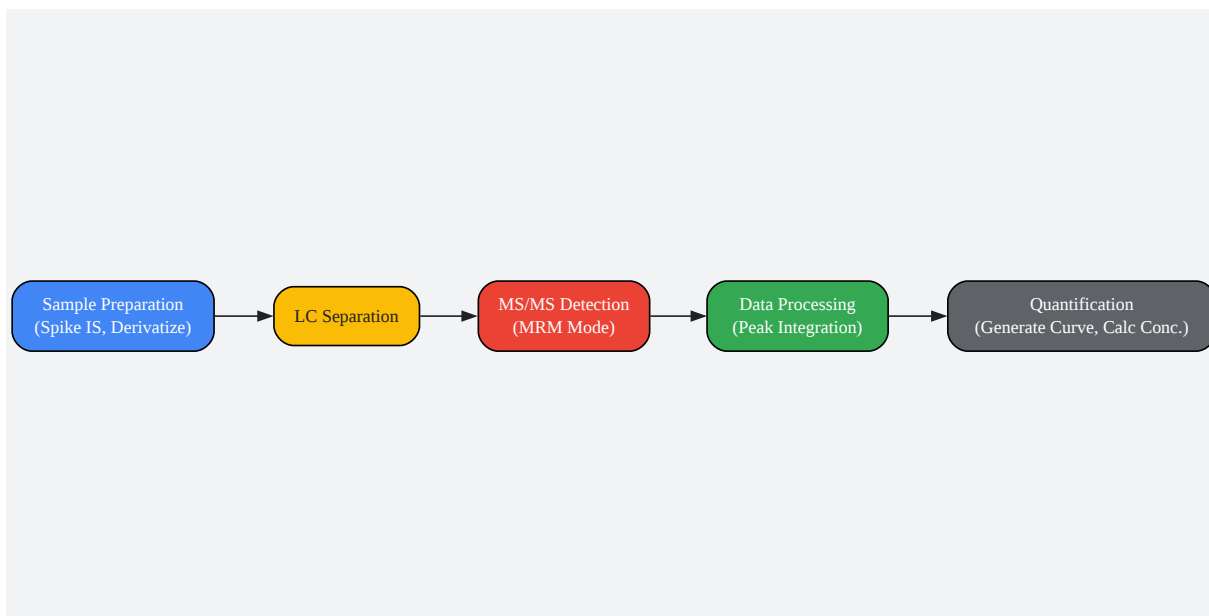 Sample Preparation
(Spike IS, Derivatize)
LC Separation
MS/MS Detection
(MRM Mode)
Data Processing
(Peak Integration)
Quantification
(Generate Curve, Calc Conc.)